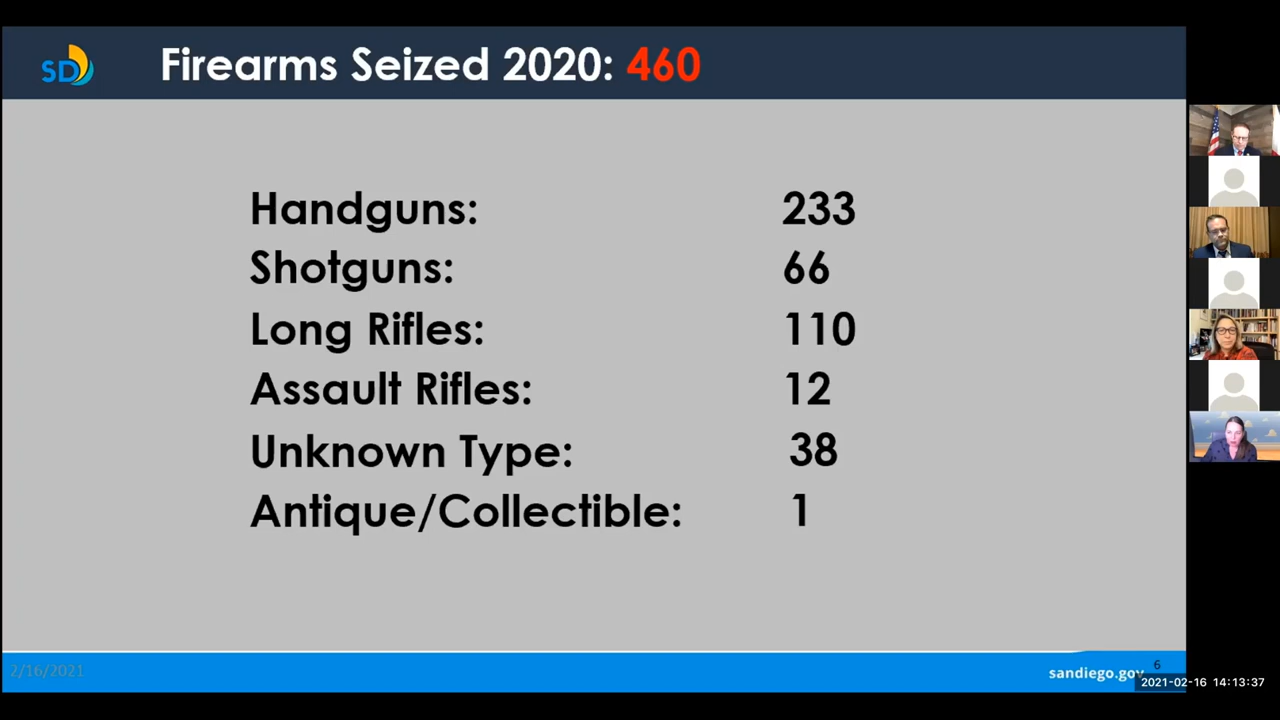 SD
Firearms Seized 2020: 460
Handguns: 233
Shotguns: 66
Long Rifles: 110
Assault Rifles: 12
Unknown Type: 38
Antique/Collectible: 1
2/16/2021
sandiego.gov
6
2021-02-16 14:13:37